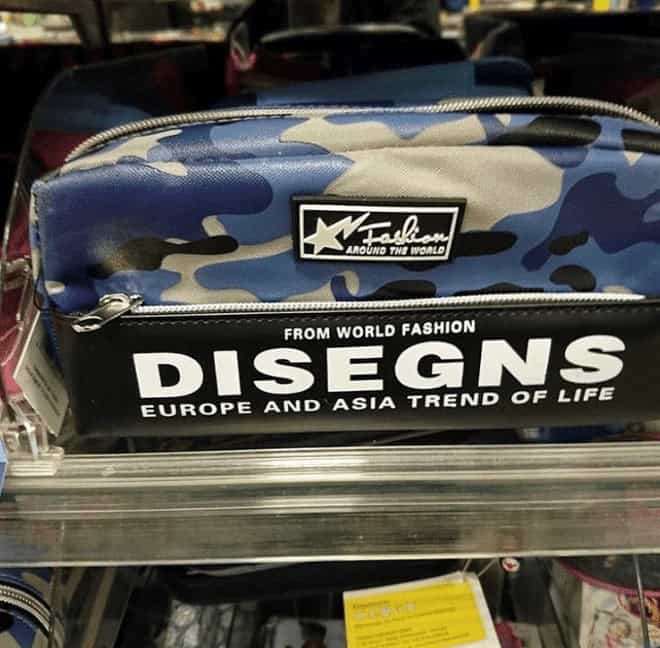 Fashion
AROUND THE WORLD
FROM WORLD FASHION
DISEGNS
EUROPE AND ASIA TREND OF LIFE